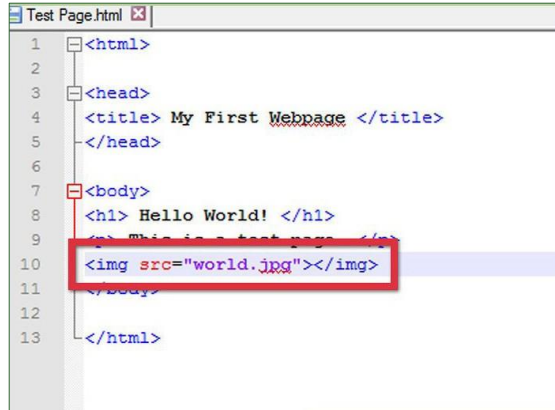 Test Page.html
1 <html>
2
3 <head>
4 <title> My First Webpage </title>
5 </head>
6
7 <body>
8 <h1> Hello World! </h1>
9 <p> This is a test page. </p>
10 <img src="world.jpg"></img>
11 </body>
12
13 </html>